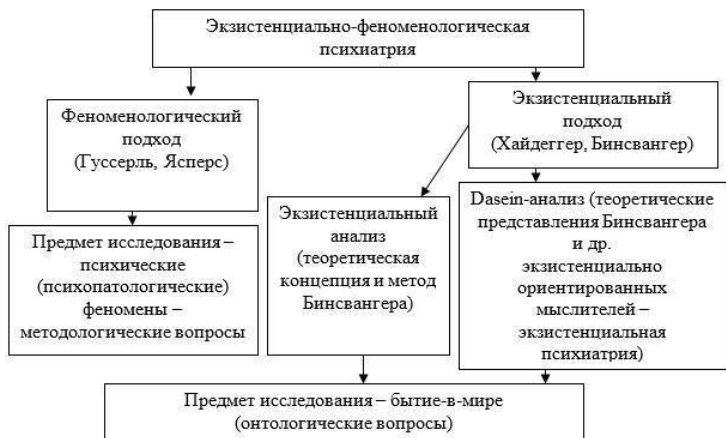 Экзистенциально-феноменологическая
психиатрия
Феноменологический
подход
(Гуссерль, Ясперс)
Экзистенциальный
подход
(Хайдеггер, Бинсвангер)
Предмет исследования –
психические
(психопатологические)
феномены –
методологические вопросы
Экзистенциальный
анализ
(теоретическая
концепция и метод
Бинсвангера)
Dasein-анализ (теоретические
представления Бинсвангера
и др.
экзистенциально
ориентированных
мыслителей –
экзистенциальная
психиатрия)
Предмет исследования – бытие-в-мире
(онтологические вопросы)